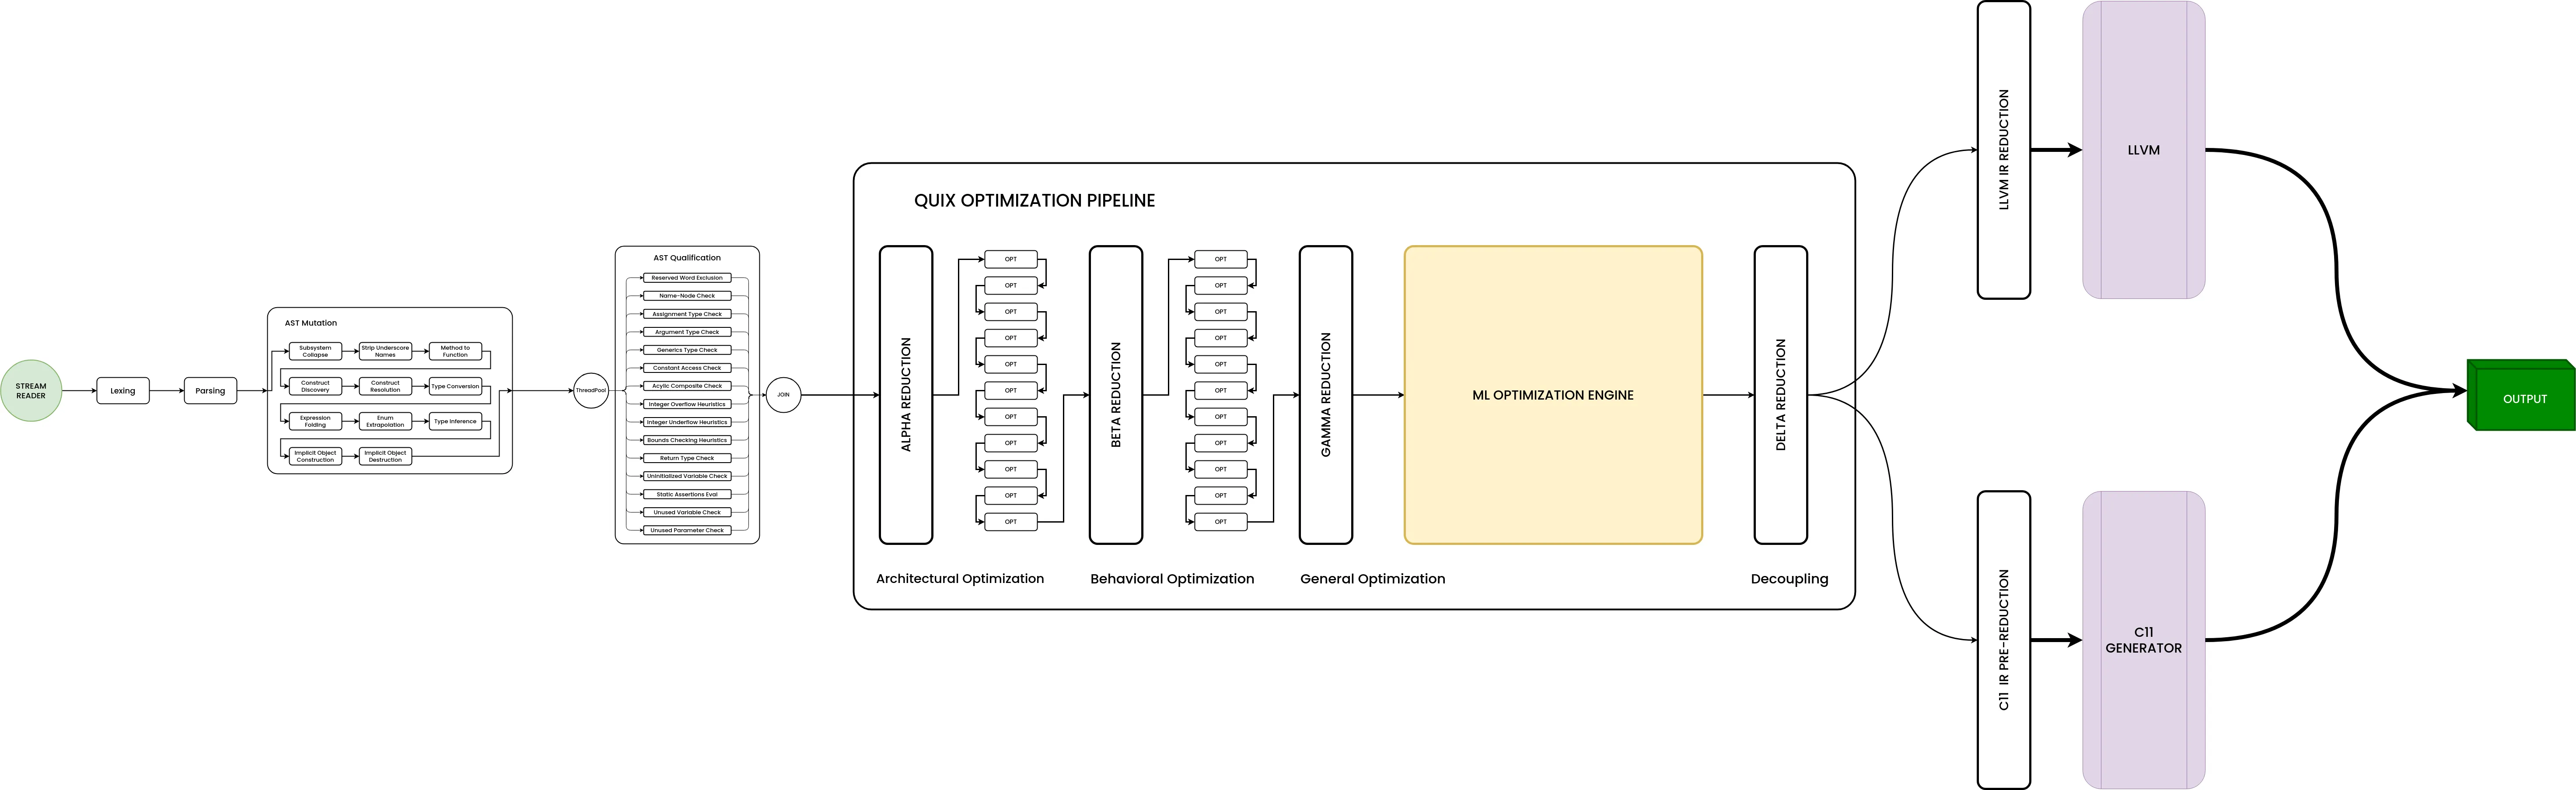 STREAM
READER
Lexing
Parsing
AST Mutation
Subsystem
Collapse
Strip Underscore
Names
Method to
Function
Construct
Discovery
Construct
Resolution
Type Conversion
Expression
Folding
Enum
Extrapolation
Type Inference
Implicit Object
Construction
Implicit Object
Destruction
ThreadPool
AST Qualification
Reserved Word Exclusion
Name-Node Check
Assignment Type Check
Argument Type Check
Generics Type Check
Constant Access Check
Acylic Composite Check
Integer Overflow Heuristics
Integer Underflow Heuristics
Bounds Checking Heuristics
Return Type Check
Uninitialized Variable Check
Static Assertions Eval
Unused Variable Check
Unused Parameter Check
JOIN
QUIX OPTIMIZATION PIPELINE
ALPHA REDUCTION
OPT
OPT
OPT
OPT
OPT
OPT
OPT
OPT
OPT
OPT
OPT
BETA REDUCTION
OPT
OPT
OPT
OPT
OPT
OPT
OPT
OPT
OPT
OPT
OPT
GAMMA REDUCTION
ML OPTIMIZATION ENGINE
DELTA REDUCTION
Architectural Optimization
Behavioral Optimization
General Optimization
Decoupling
LLVM IR REDUCTION
LLVM
C11 IR PRE-REDUCTION
C11
GENERATOR
OUTPUT